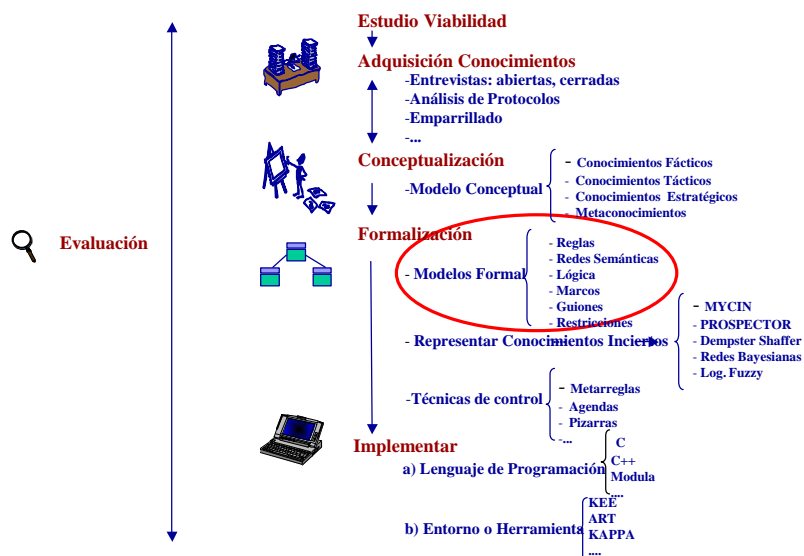 Estudio Viabilidad
Adquisición Conocimientos
-Entrevistas: abiertas, cerradas
-Análisis de Protocolos
-Emparrillado
-...
Conceptualización
-Modelo Conceptual
- Conocimientos Fácticos
- Conocimientos Tácticos
- Conocimientos Estratégicos
- Metaconocimientos
Evaluación
Formalización
- Modelos Formal
- Reglas
- Redes Semánticas
- Lógica
- Marcos
- Guiones
- Restricciones
- Representar Conocimientos Inciertos
- MYCIN
- PROSPECTOR
- Dempster Shaffer
- Redes Bayesianas
- Log. Fuzzy
-Técnicas de control
- Metarreglas
- Agendas
- Pizarras
-...
Implementar
a) Lenguaje de Programación
C
C++
Modula
....
b) Entorno o Herramienta
KEE
ART
KAPPA
....